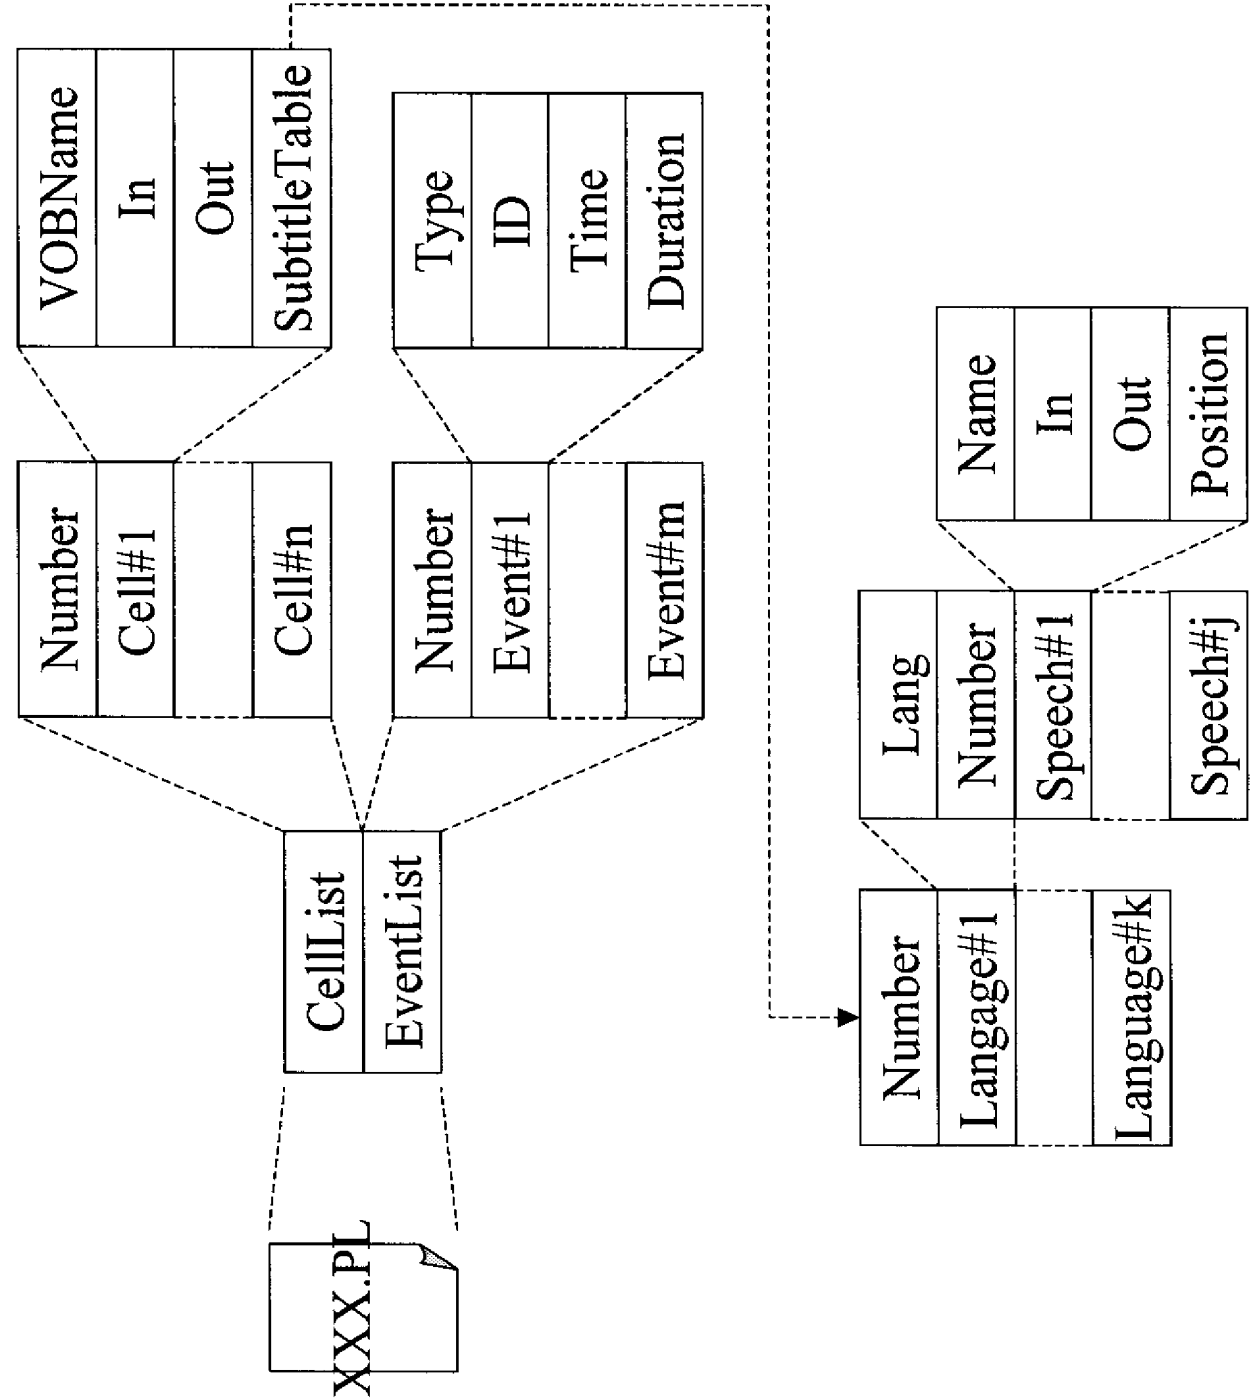 XXX.PL
CellList
EventList
Number
Cell#1
Cell#n
Number
Event#1
Event#m
VOBName
In
Out
SubtitleTable
Type
ID
Time
Duration
Number
Langage#1
Language#k
Lang
Number
Speech#1
Speech#j
Name
In
Out
Position